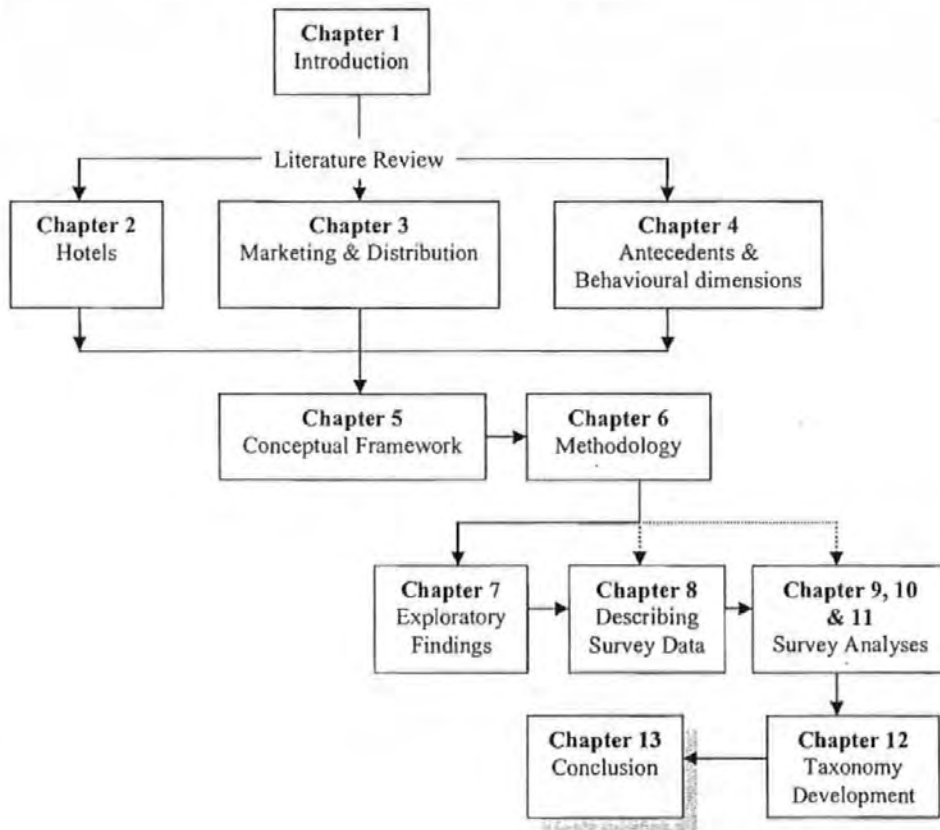 Chapter 1
Introduction
Literature Review
Chapter 2
Hotels
Chapter 3
Marketing & Distribution
Chapter 4
Antecedents &
Behavioural dimensions
Chapter 5
Conceptual Framework
Chapter 6
Methodology
Chapter 7
Exploratory
Findings
Chapter 8
Describing
Survey Data
Chapter 9, 10
& 11
Survey Analyses
Chapter 13
Conclusion
Chapter 12
Taxonomy
Development